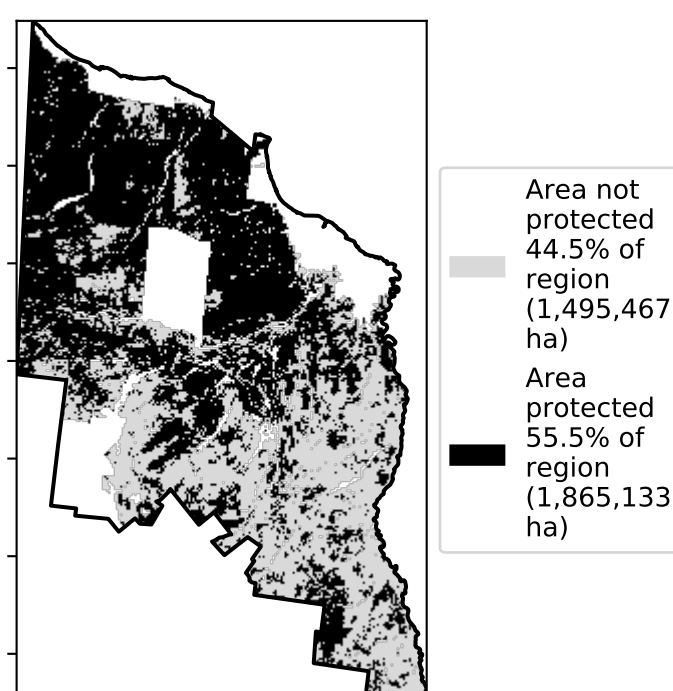 Area not
protected
44.5% of
region
(1,495,467
ha)
Area
protected
55.5% of
region
(1,865,133
ha)